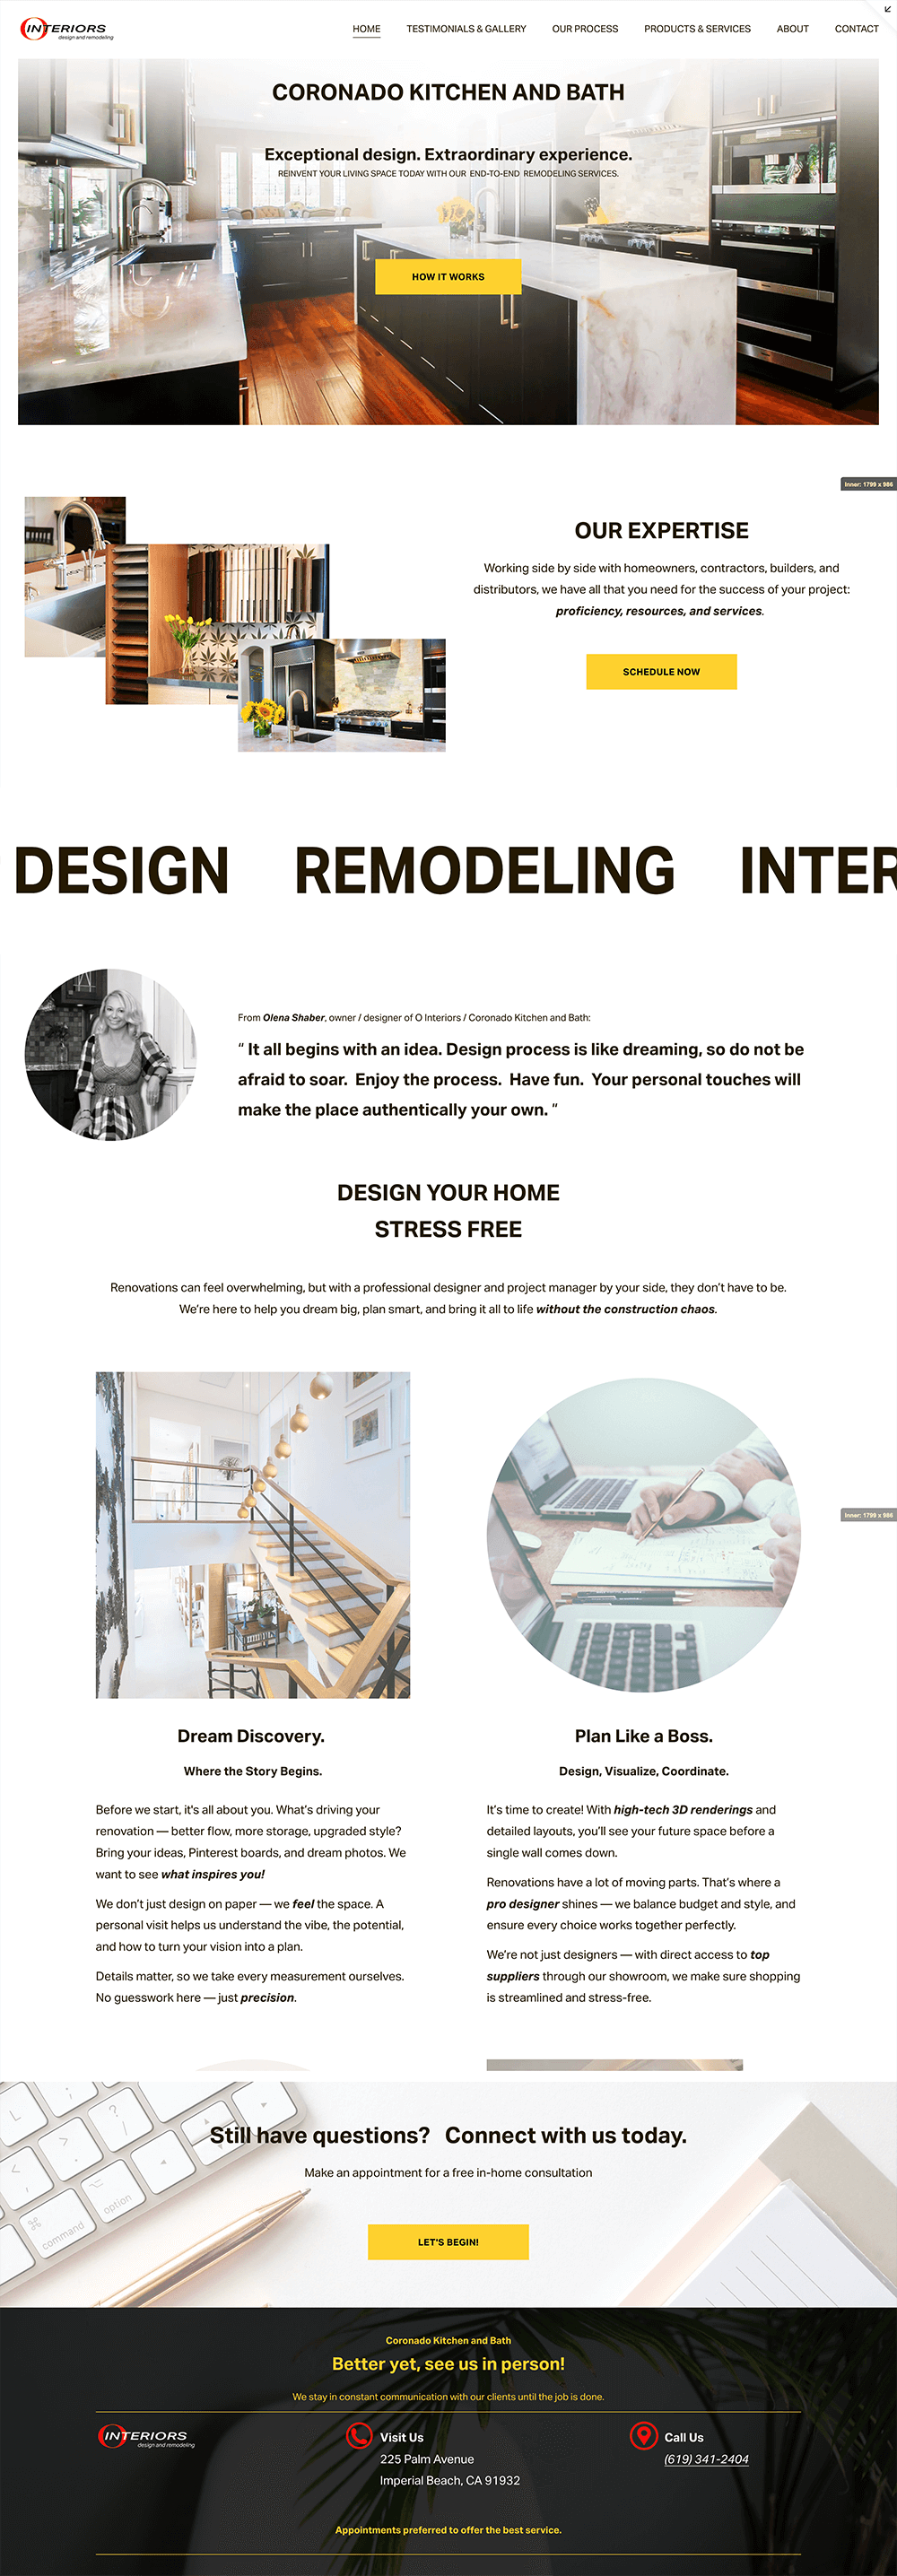 INTERIORS
design and remodeling
HOME TESTIMONIALS & GALLERY OUR PROCESS PRODUCTS & SERVICES ABOUT CONTACT
CORONADO KITCHEN AND BATH
Exceptional design. Extraordinary experience.
REINVENT YOUR LIVING SPACE TODAY WITH OUR END-TO-END REMODELING SERVICES.
HOW IT WORKS
Inner: 1799 x 986
OUR EXPERTISE
Working side by side with homeowners, contractors, builders, and
distributors, we have all that you need for the success of your project:
proficiency, resources, and services.
SCHEDULE NOW
DESIGN REMODELING INTER
From Olena Shaber, owner / designer of O Interiors / Coronado Kitchen and Bath:
“ It all begins with an idea. Design process is like dreaming, so do not be
afraid to soar. Enjoy the process. Have fun. Your personal touches will
make the place authentically your own. “
DESIGN YOUR HOME
STRESS FREE
Renovations can feel overwhelming, but with a professional designer and project manager by your side, they don’t have to be.
We’re here to help you dream big, plan smart, and bring it all to life without the construction chaos.
Inner: 1799 x 986
Dream Discovery.
Where the Story Begins.
Before we start, it's all about you. What’s driving your
renovation — better flow, more storage, upgraded style?
Bring your ideas, Pinterest boards, and dream photos. We
want to see what inspires you!
We don’t just design on paper — we feel the space. A
personal visit helps us understand the vibe, the potential,
and how to turn your vision into a plan.
Details matter, so we take every measurement ourselves.
No guesswork here — just precision.
Plan Like a Boss.
Design, Visualize, Coordinate.
It’s time to create! With high-tech 3D renderings and
detailed layouts, you’ll see your future space before a
single wall comes down.
Renovations have a lot of moving parts. That’s where a
pro designer shines — we balance budget and style, and
ensure every choice works together perfectly.
We’re not just designers — with direct access to top
suppliers through our showroom, we make sure shopping
is streamlined and stress-free.
Still have questions? Connect with us today.
Make an appointment for a free in-home consultation
LET'S BEGIN!
L
?
/
>
.
<
,
⌘
command
option
Coronado Kitchen and Bath
Better yet, see us in person!
We stay in constant communication with our clients until the job is done.
INTERIORS
design and remodeling
Visit Us
225 Palm Avenue
Imperial Beach, CA 91932
Call Us
(619) 341-2404
Appointments preferred to offer the best service.